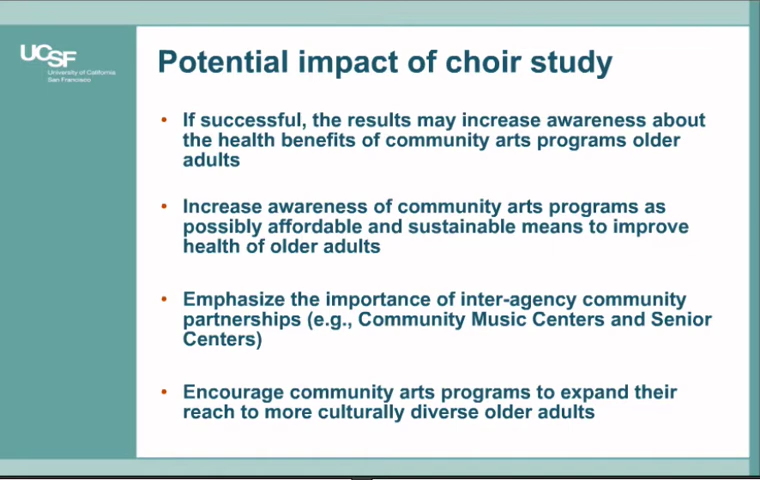 UCSF
University of California
San Francisco
Potential impact of choir study
• If successful, the results may increase awareness about
the health benefits of community arts programs older
adults
• Increase awareness of community arts programs as
possibly affordable and sustainable means to improve
health of older adults
• Emphasize the importance of inter-agency community
partnerships (e.g., Community Music Centers and Senior
Centers)
• Encourage community arts programs to expand their
reach to more culturally diverse older adults